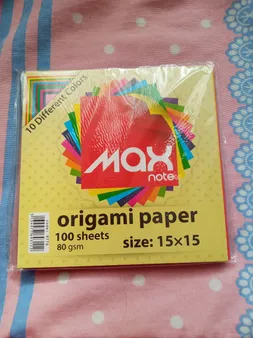 10 Different Colors
max
note
origami paper
100 sheets
80 gsm
size: 15×15